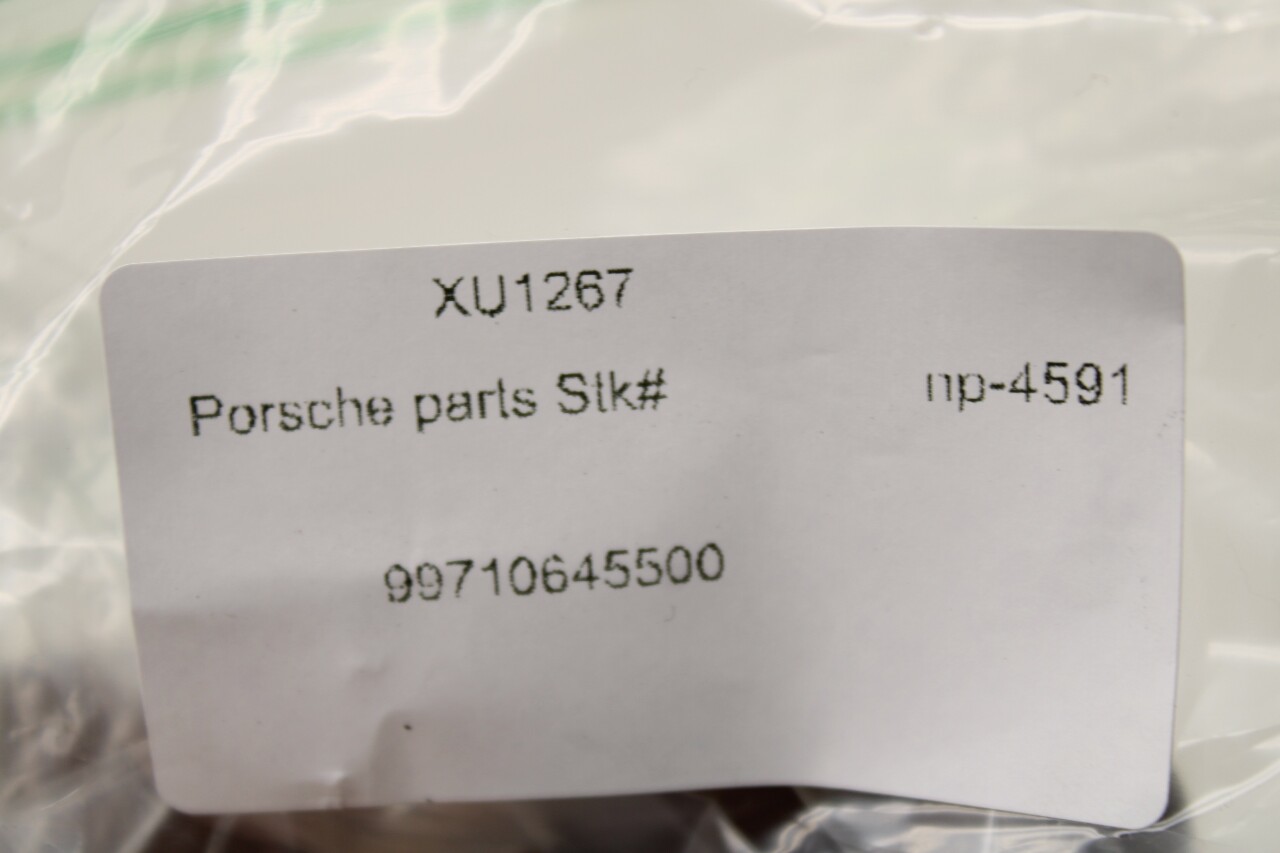 XU1267
Porsche parts Stk# np-4591
99710645500